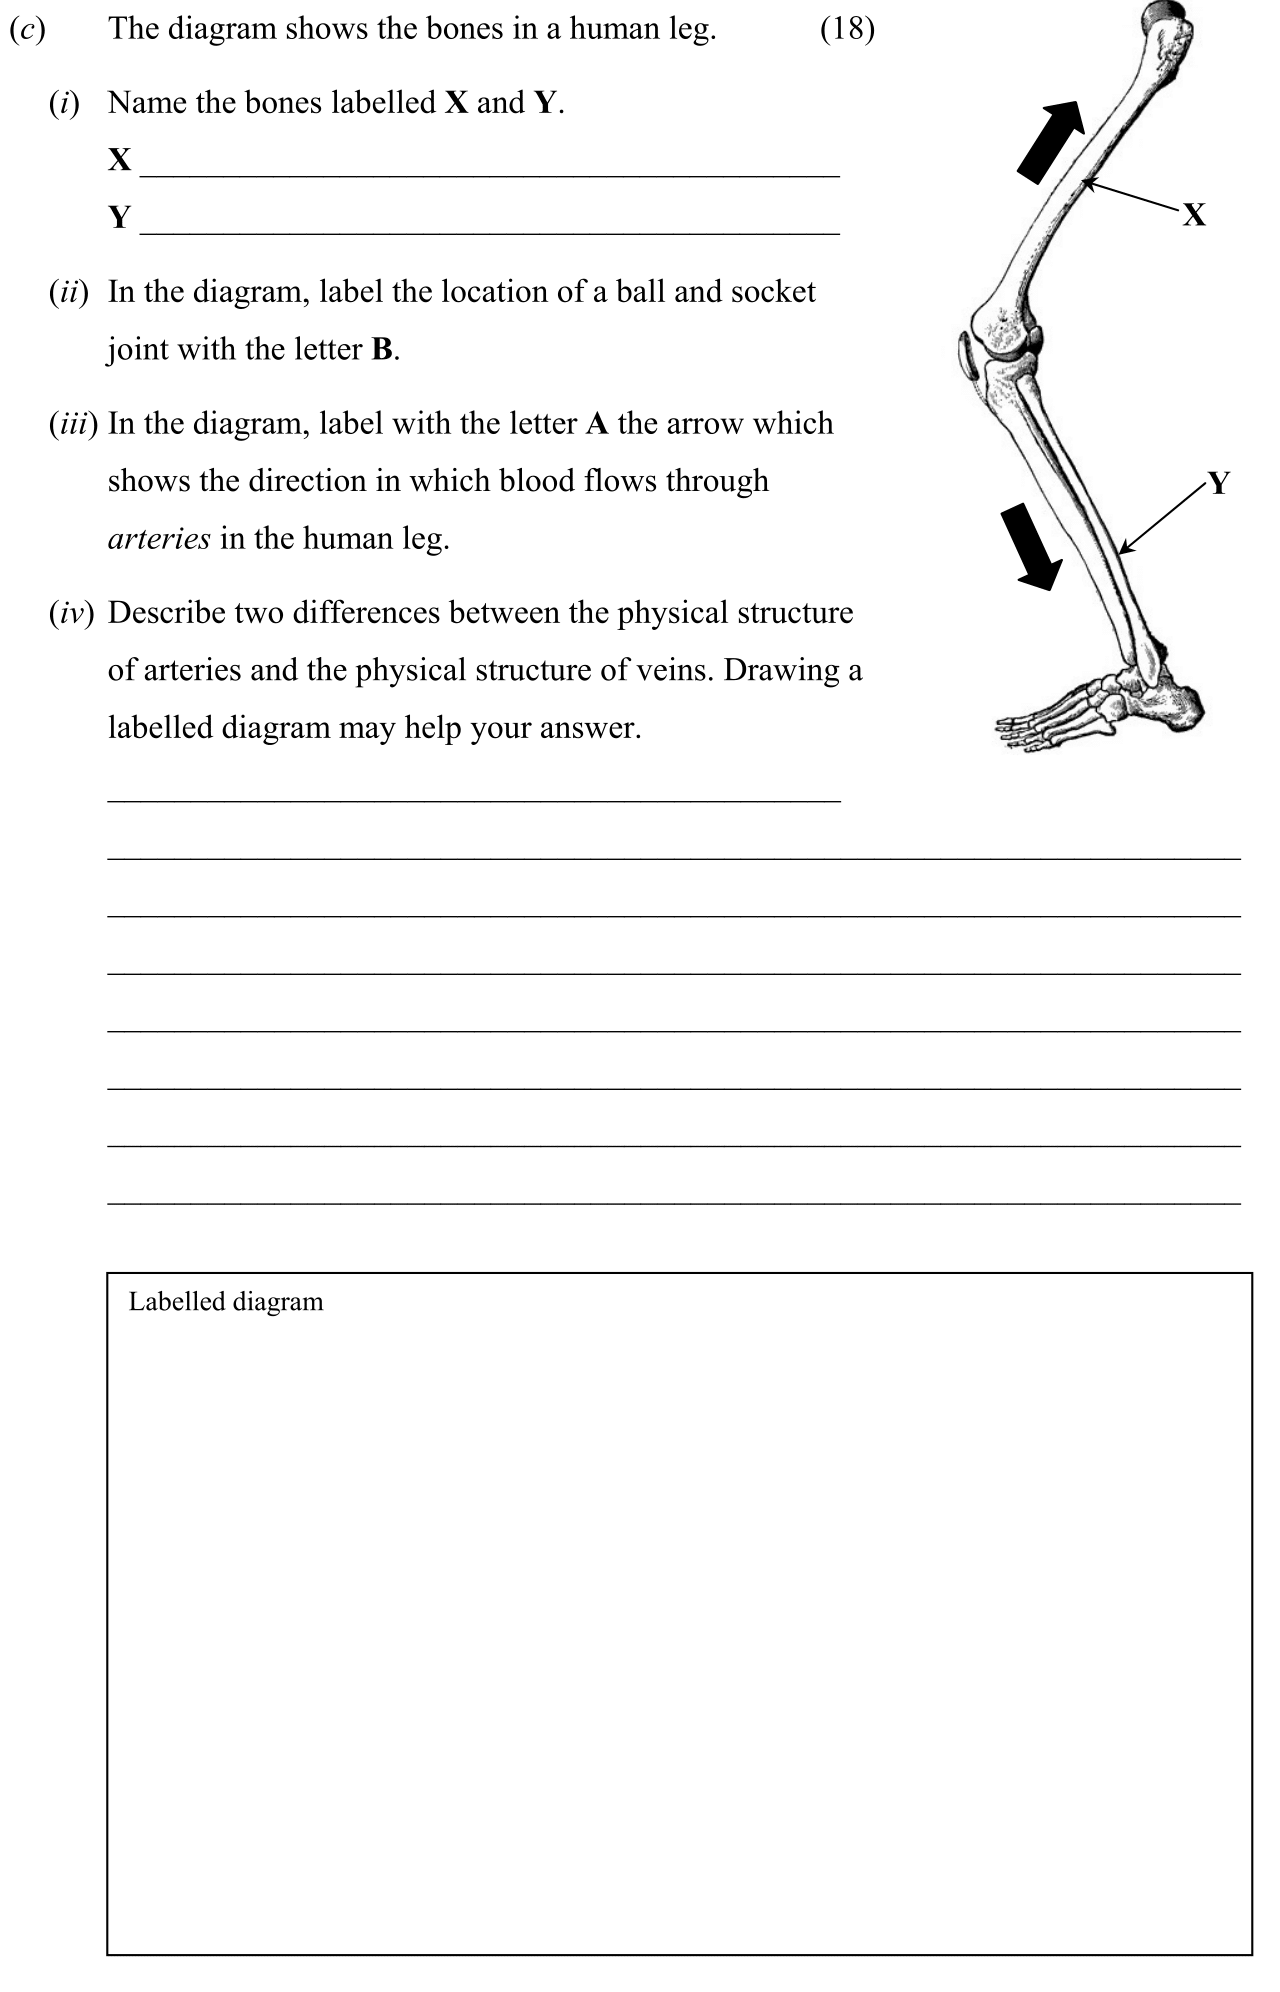 (c) The diagram shows the bones in a human leg. (18)
(i) Name the bones labelled X and Y.
X
Y
(ii) In the diagram, label the location of a ball and socket
joint with the letter B.
(iii) In the diagram, label with the letter A the arrow which
shows the direction in which blood flows through
arteries in the human leg.
(iv) Describe two differences between the physical structure
of arteries and the physical structure of veins. Drawing a
labelled diagram may help your answer.
X
Y
Labelled diagram